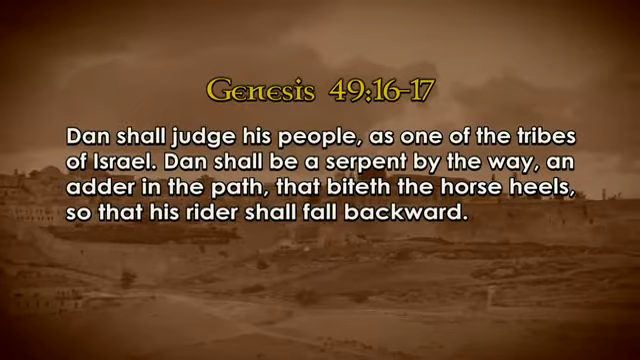 Genesis 49:16-17
Dan shall judge his people, as one of the tribes
of Israel. Dan shall be a serpent by the way, an
adder in the path, that biteth the horse heels,
so that his rider shall fall backward.